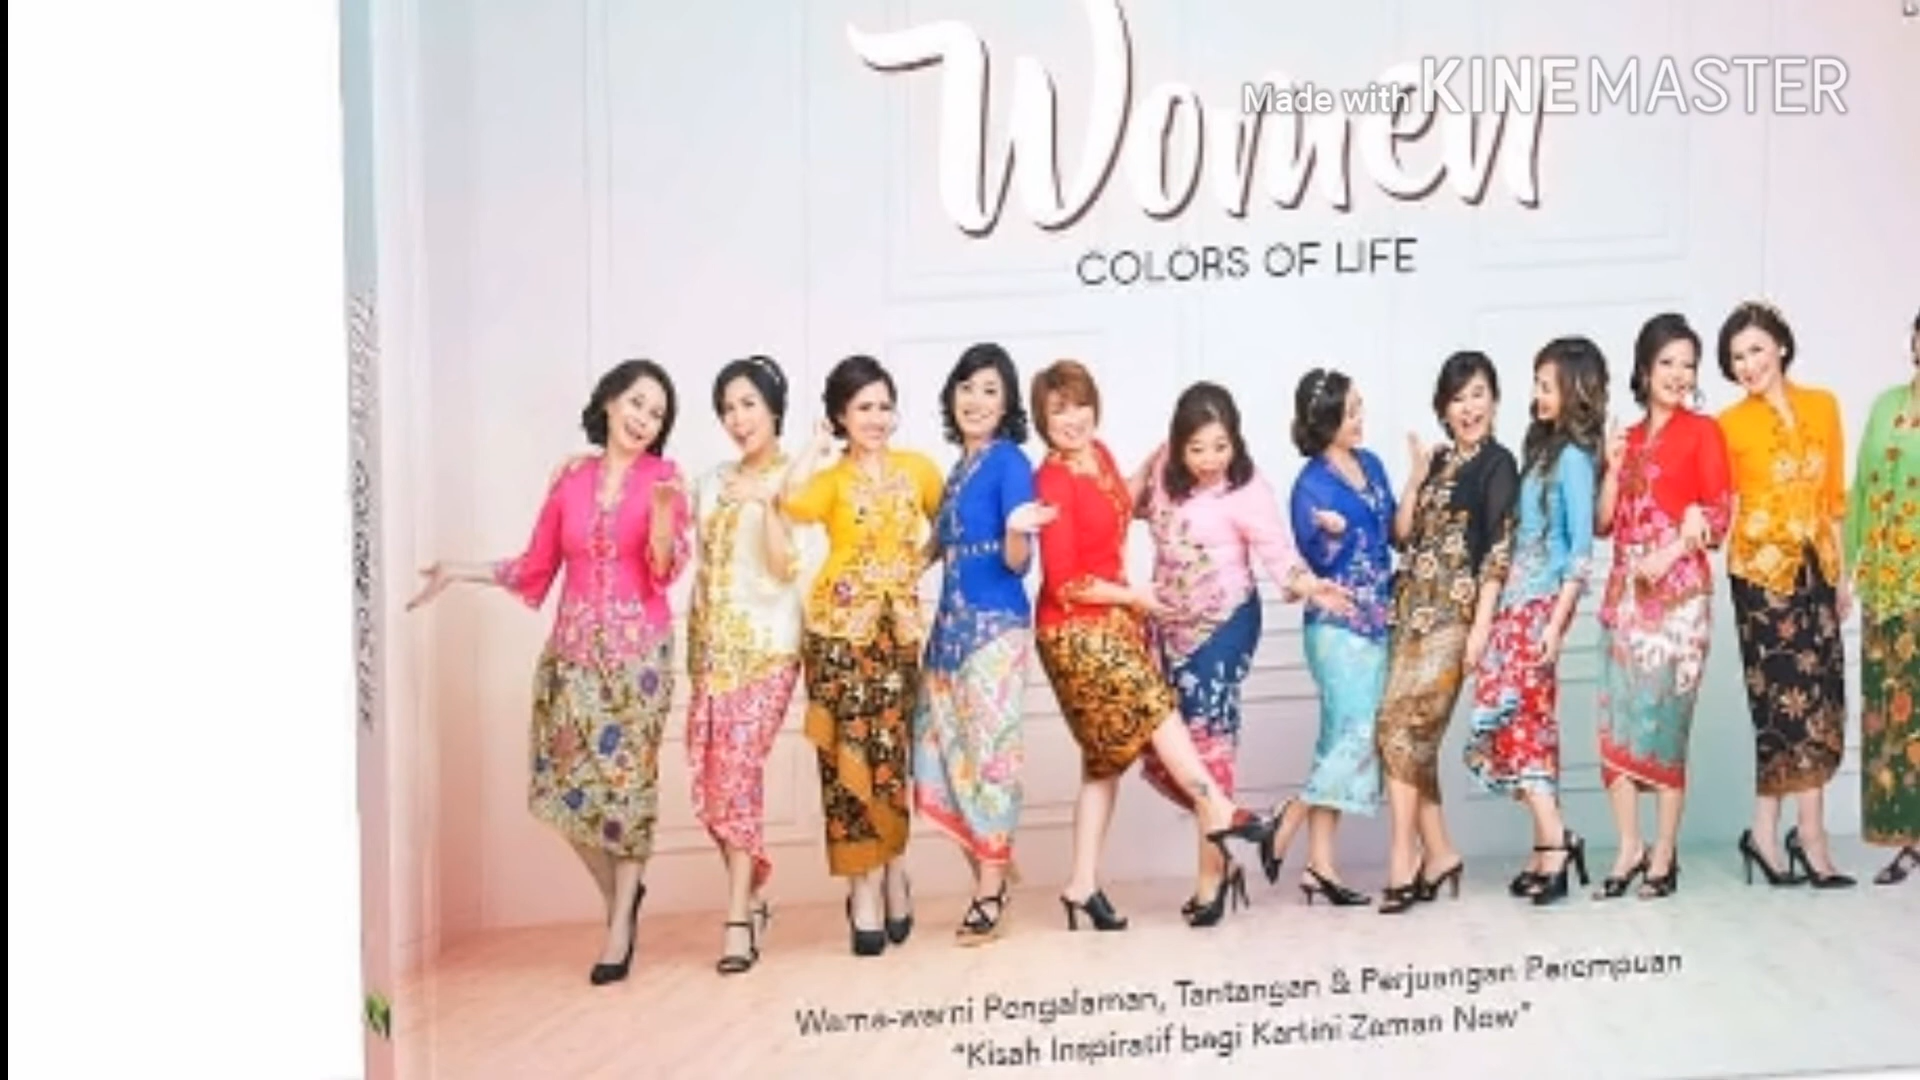 Women
Made with KINEMASTER
COLORS OF LIFE
Warna-warni Pengalaman, Tantangan & Perjuangan Perempuan
"Kisah Inspiratif bagi Kartini Zaman Now"